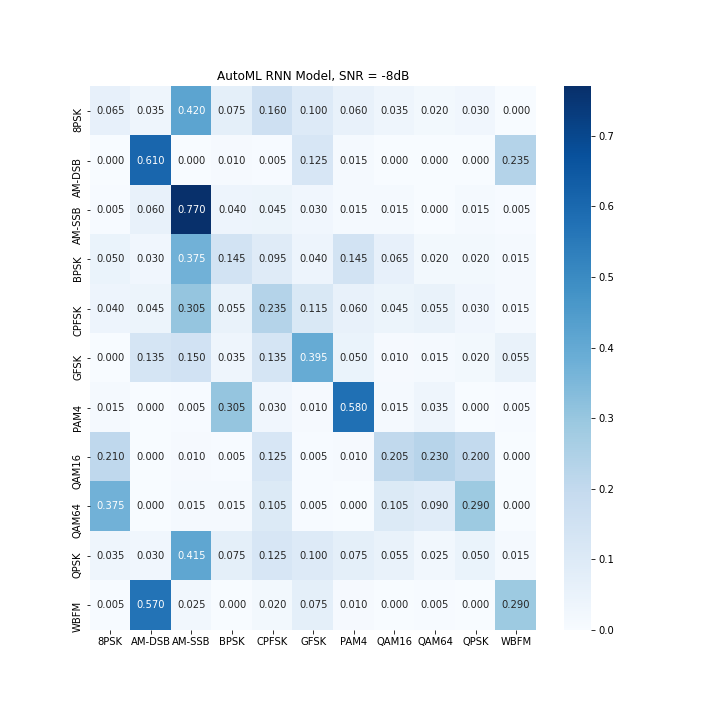 AutoML RNN Model, SNR = -8dB
8PSK 0.065 0.035 0.420 0.075 0.160 0.100 0.060 0.035 0.020 0.030 0.000
AM-DSB 0.000 0.610 0.000 0.010 0.005 0.125 0.015 0.000 0.000 0.000 0.235
AM-SSB 0.005 0.060 0.770 0.040 0.045 0.030 0.015 0.015 0.000 0.015 0.005
BPSK 0.050 0.030 0.375 0.145 0.095 0.040 0.145 0.065 0.020 0.020 0.015
CPFSK 0.040 0.045 0.305 0.055 0.235 0.115 0.060 0.045 0.055 0.030 0.015
GFSK 0.000 0.135 0.150 0.035 0.135 0.395 0.050 0.010 0.015 0.020 0.055
PAM4 0.015 0.000 0.005 0.305 0.030 0.010 0.580 0.015 0.035 0.000 0.005
QAM16 0.210 0.000 0.010 0.005 0.125 0.005 0.010 0.205 0.230 0.200 0.000
QAM64 0.375 0.000 0.015 0.015 0.105 0.005 0.000 0.105 0.090 0.290 0.000
QPSK 0.035 0.030 0.415 0.075 0.125 0.100 0.075 0.055 0.025 0.050 0.015
WBFM 0.005 0.570 0.025 0.000 0.020 0.075 0.010 0.000 0.005 0.000 0.290
8PSK AM-DSB AM-SSB BPSK CPFSK GFSK PAM4 QAM16 QAM64 QPSK WBFM
0.7
0.6
0.5
0.4
0.3
0.2
0.1
0.0